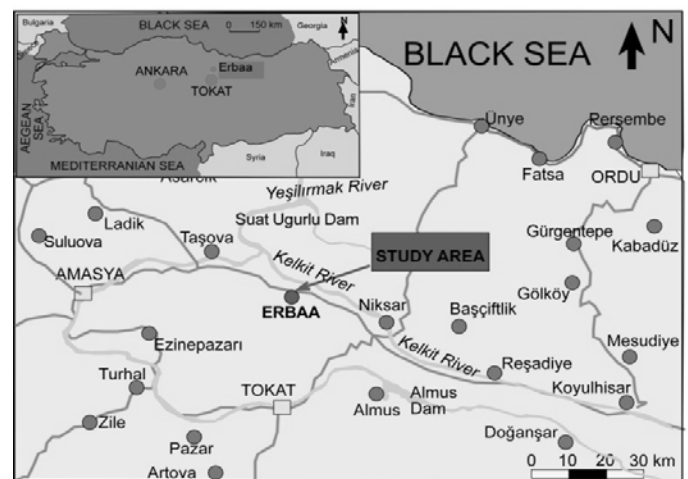 Bulgaria
BLACK SEA
0 150 km
Georgia
N
Armenia
ANKARA
Erbaa
TOKAT
AEGEAN
SEA
Iran
MEDITERRANIAN SEA
Syria
Iraq
BLACK SEA
N
Ünye
Perşembe
Fatsa
ORDU
Yeşilırmak River
Ladik
Suat Ugurlu Dam
Suluova
Taşova
Gürgentepe
Kabadüz
STUDY AREA
Kelkit River
AMASYA
ERBAA
Niksar
Başçiftlik
Gölköy
Ezinepazarı
Kelkit River
Mesudiye
Reşadiye
Turhal
TOKAT
Almus
Almus
Dam
Koyulhisar
Zile
Pazar
Doğanşar
Artova
0 10 20 30 km